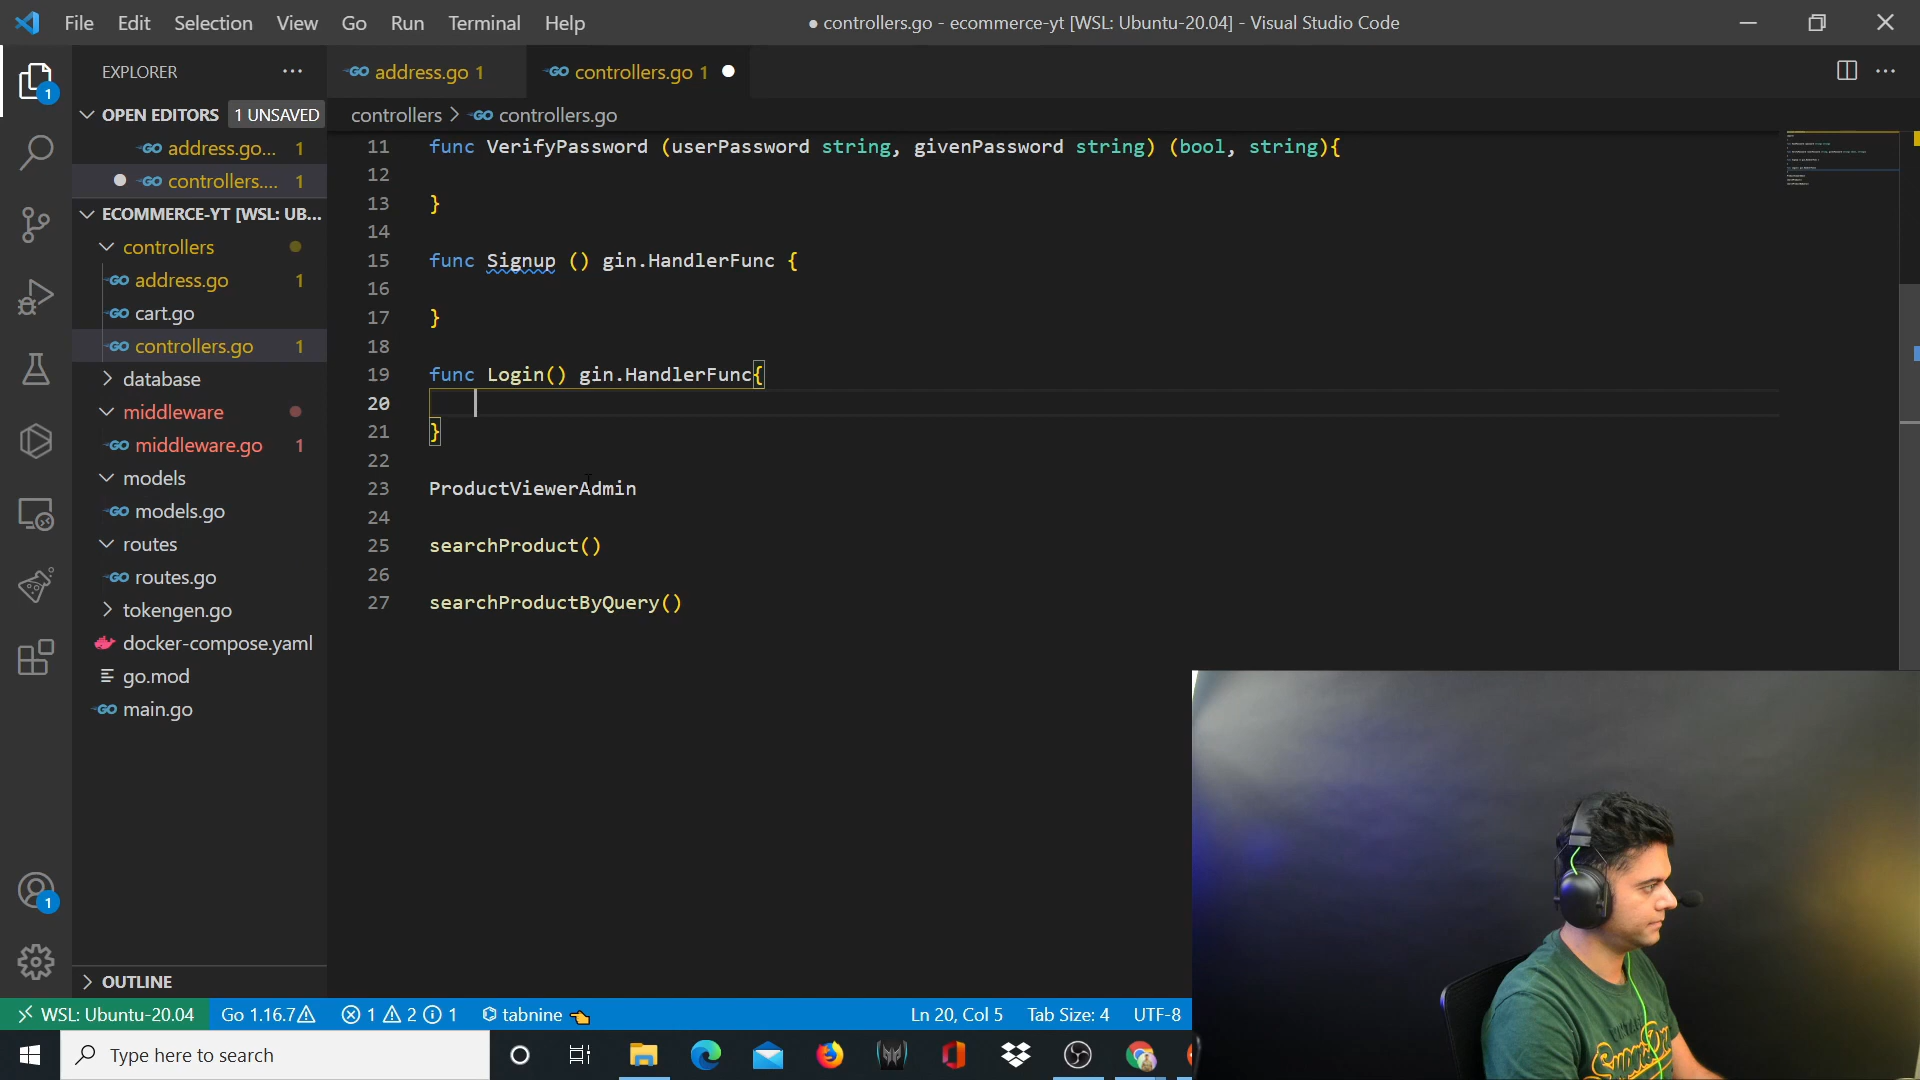 File Edit Selection View Go Run Terminal Help ● controllers.go - ecommerce-yt [WSL: Ubuntu-20.04] - Visual Studio Code
EXPLORER ···
GO address.go 1 GO controllers.go 1
OPEN EDITORS 1 UNSAVED
controllers > GO controllers.go
GO address.go... 1
GO controllers.... 1
ECOMMERCE-YT [WSL: UB...
controllers
GO address.go 1
GO cart.go
GO controllers.go 1
database
middleware
GO middleware.go 1
models
GO models.go
routes
GO routes.go
tokengen.go
docker-compose.yaml
go.mod
GO main.go
OUTLINE
1
1
11 func VerifyPassword (userPassword string, givenPassword string) (bool, string){
12
13 }
14
15 func Signup () gin.HandlerFunc {
16
17 }
18
19 func Login() gin.HandlerFunc{
20
21 }
22
23 ProductViewerAdmin
24
25 searchProduct()
26
27 searchProductByQuery()
WSL: Ubuntu-20.04 Go 1.16.7 1 2 1 tabnine Ln 20, Col 5 Tab Size: 4 UTF-8
Type here to search